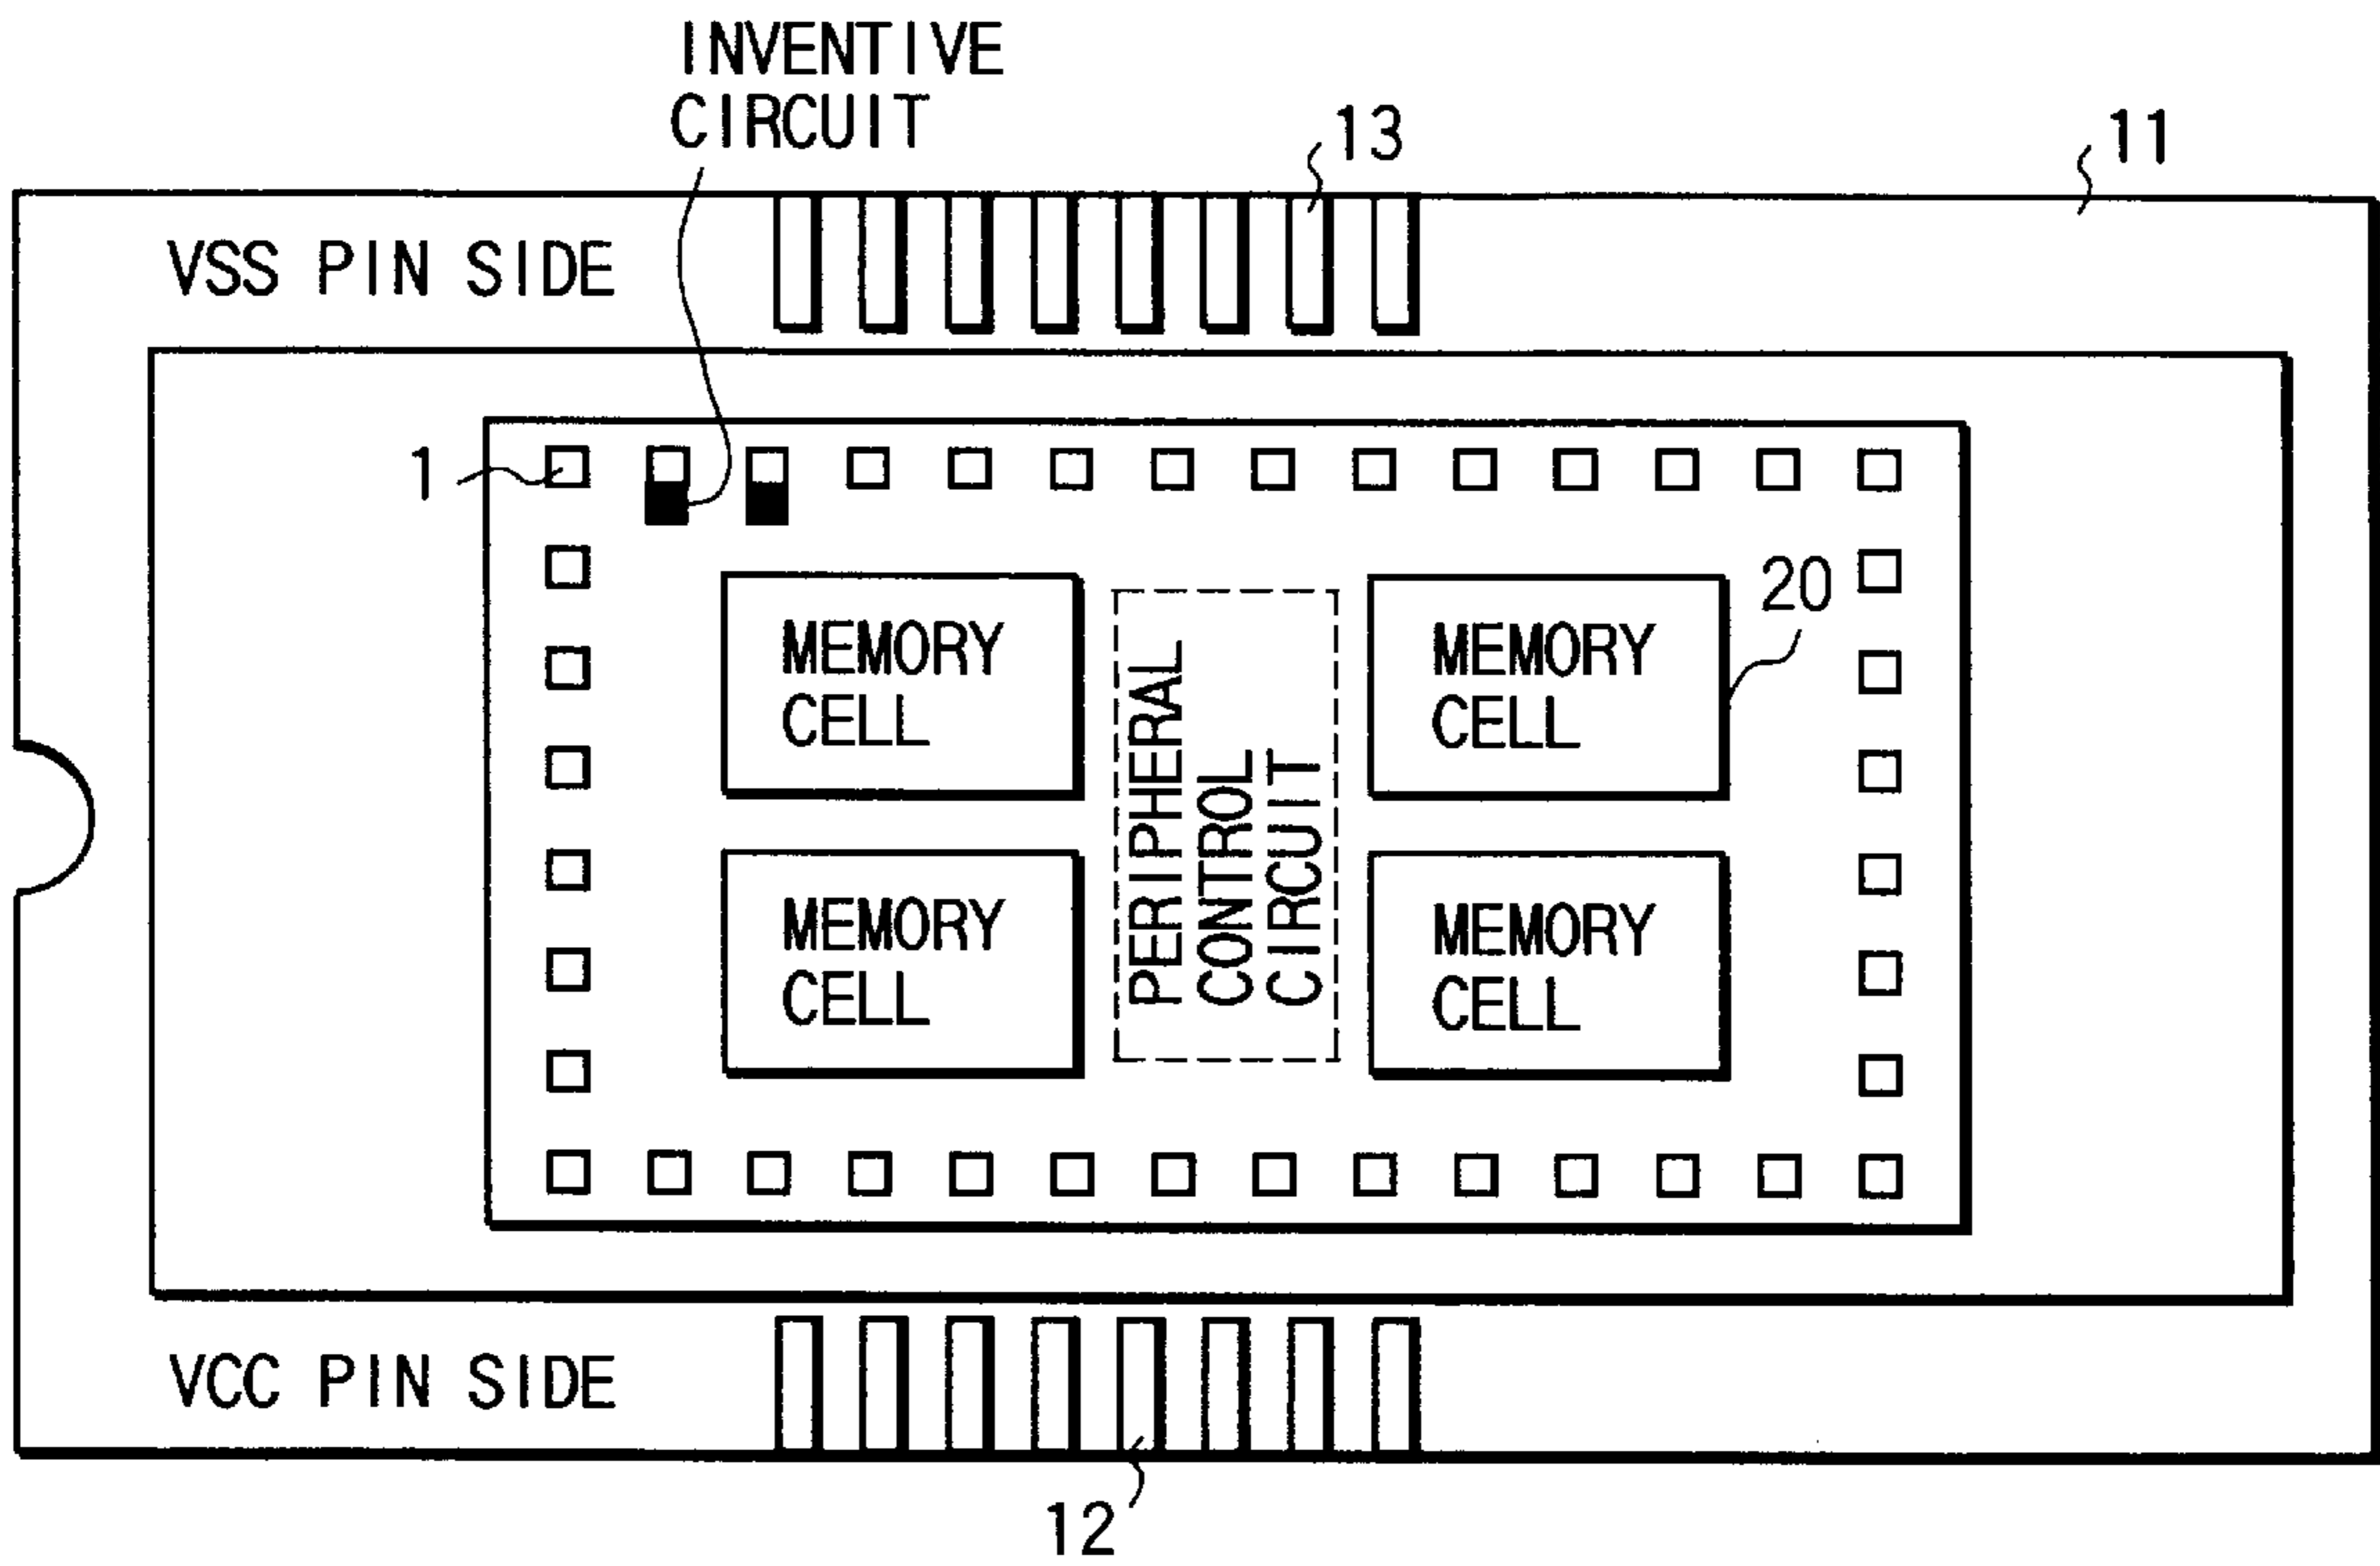 INVENTIVE
CIRCUIT
13
11
VSS PIN SIDE
1
20
MEMORY
CELL
PERIPHERAL
CONTROL
CIRCUIT
MEMORY
CELL
MEMORY
CELL
MEMORY
CELL
VCC PIN SIDE
12